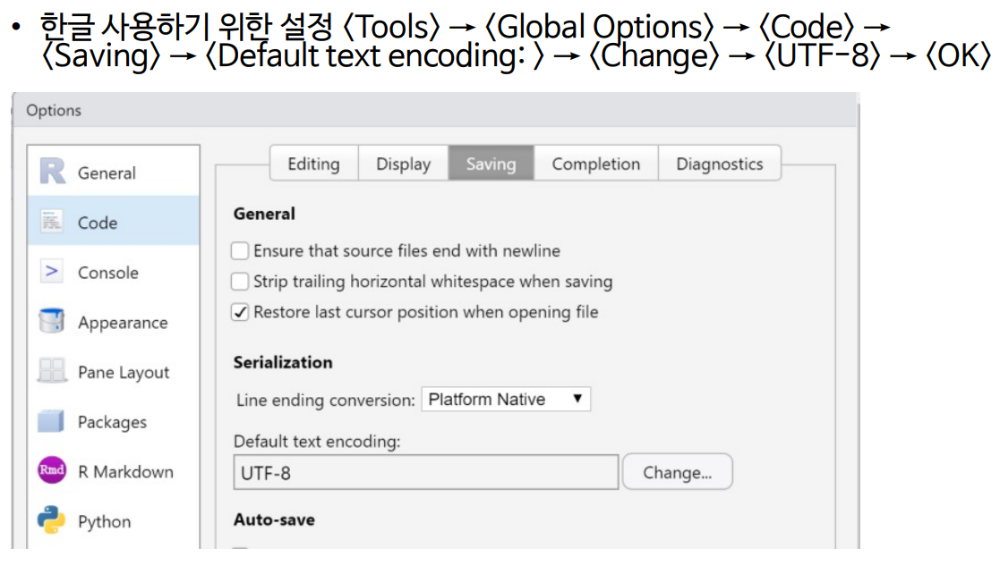 • 한글 사용하기 위한 설정 〈Tools〉 → 〈Global Options〉 → 〈Code〉 →
〈Saving〉 → 〈Default text encoding: 〉 → 〈Change〉 → 〈UTF-8〉 → 〈OK〉
Options
General
Code
Console
Appearance
Pane Layout
Packages
Rmd R Markdown
Python
Editing Display Saving Completion Diagnostics
General
Ensure that source files end with newline
Strip trailing horizontal whitespace when saving
Restore last cursor position when opening file
Serialization
Line ending conversion: Platform Native
Default text encoding:
UTF-8 Change...
Auto-save